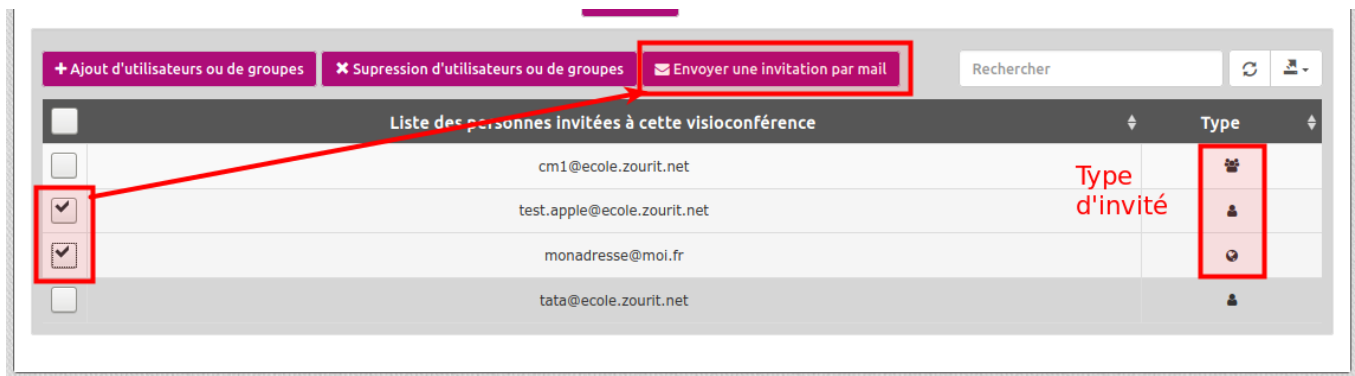 Ajout d'utilisateurs ou de groupes
Supression d'utilisateurs ou de groupes
Envoyer une invitation par mail
Rechercher
Liste des personnes invitées à cette visioconférence
Type
cm1@ecole.zourit.net
Type
d'invité
test.apple@ecole.zourit.net
monadresse@moi.fr
tata@ecole.zourit.net